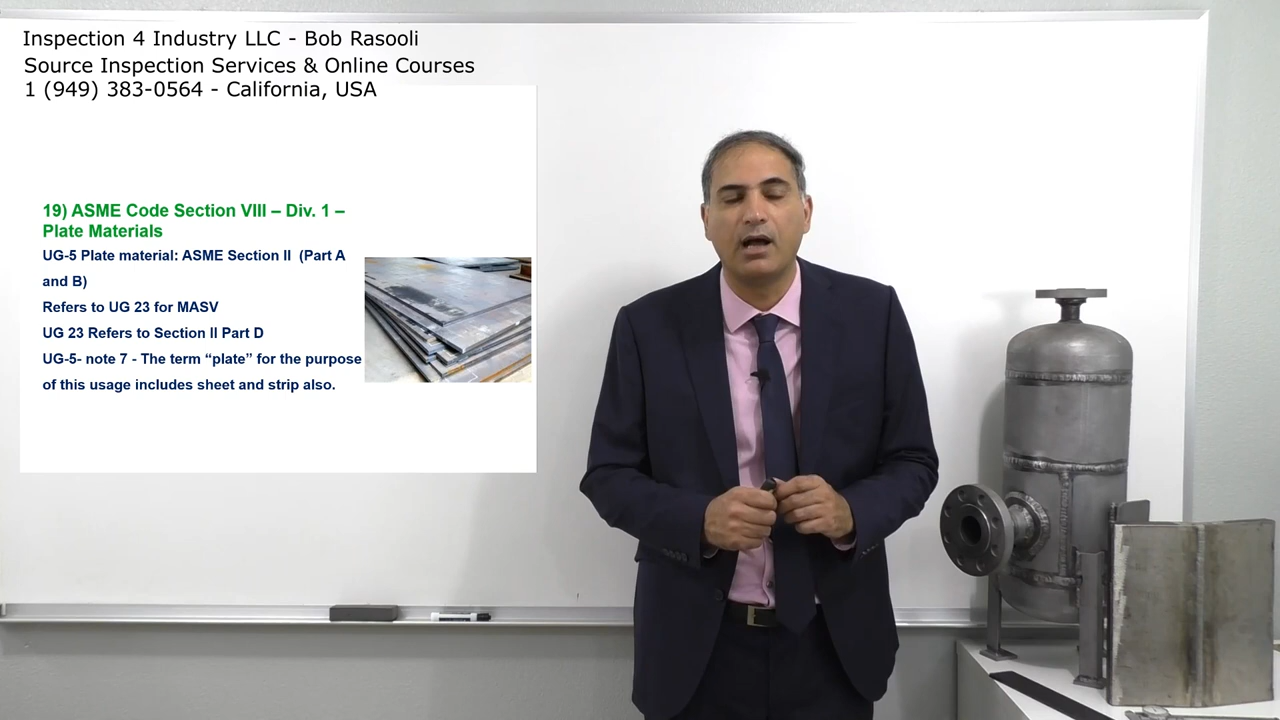 Inspection 4 Industry LLC - Bob Rasooli
Source Inspection Services & Online Courses
1 (949) 383-0564 - California, USA
19) ASME Code Section VIII – Div. 1 –
Plate Materials
UG-5 Plate material: ASME Section II (Part A
and B)
Refers to UG 23 for MASV
UG 23 Refers to Section II Part D
UG-5- note 7 - The term “plate” for the purpose
of this usage includes sheet and strip also.